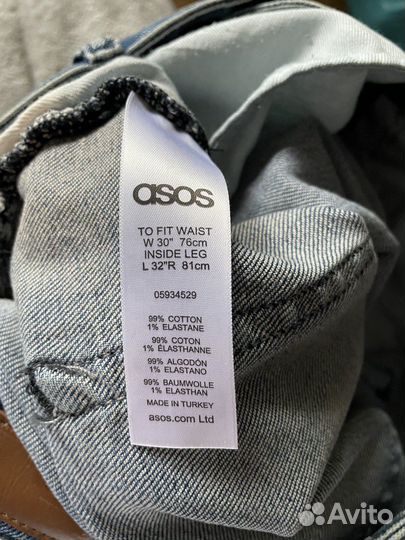 asos
TO FIT WAIST
W 30" 76cm
INSIDE LEG
L 32"R 81cm
05934529
99% COTTON
1% ELASTANE
99% COTON
1% ÉLASTHANNE
99% ALGODÓN
1% ELASTANO
99% BAUMWOLLE
1% ELASTHAN
MADE IN TURKEY
asos.com Ltd
Avito